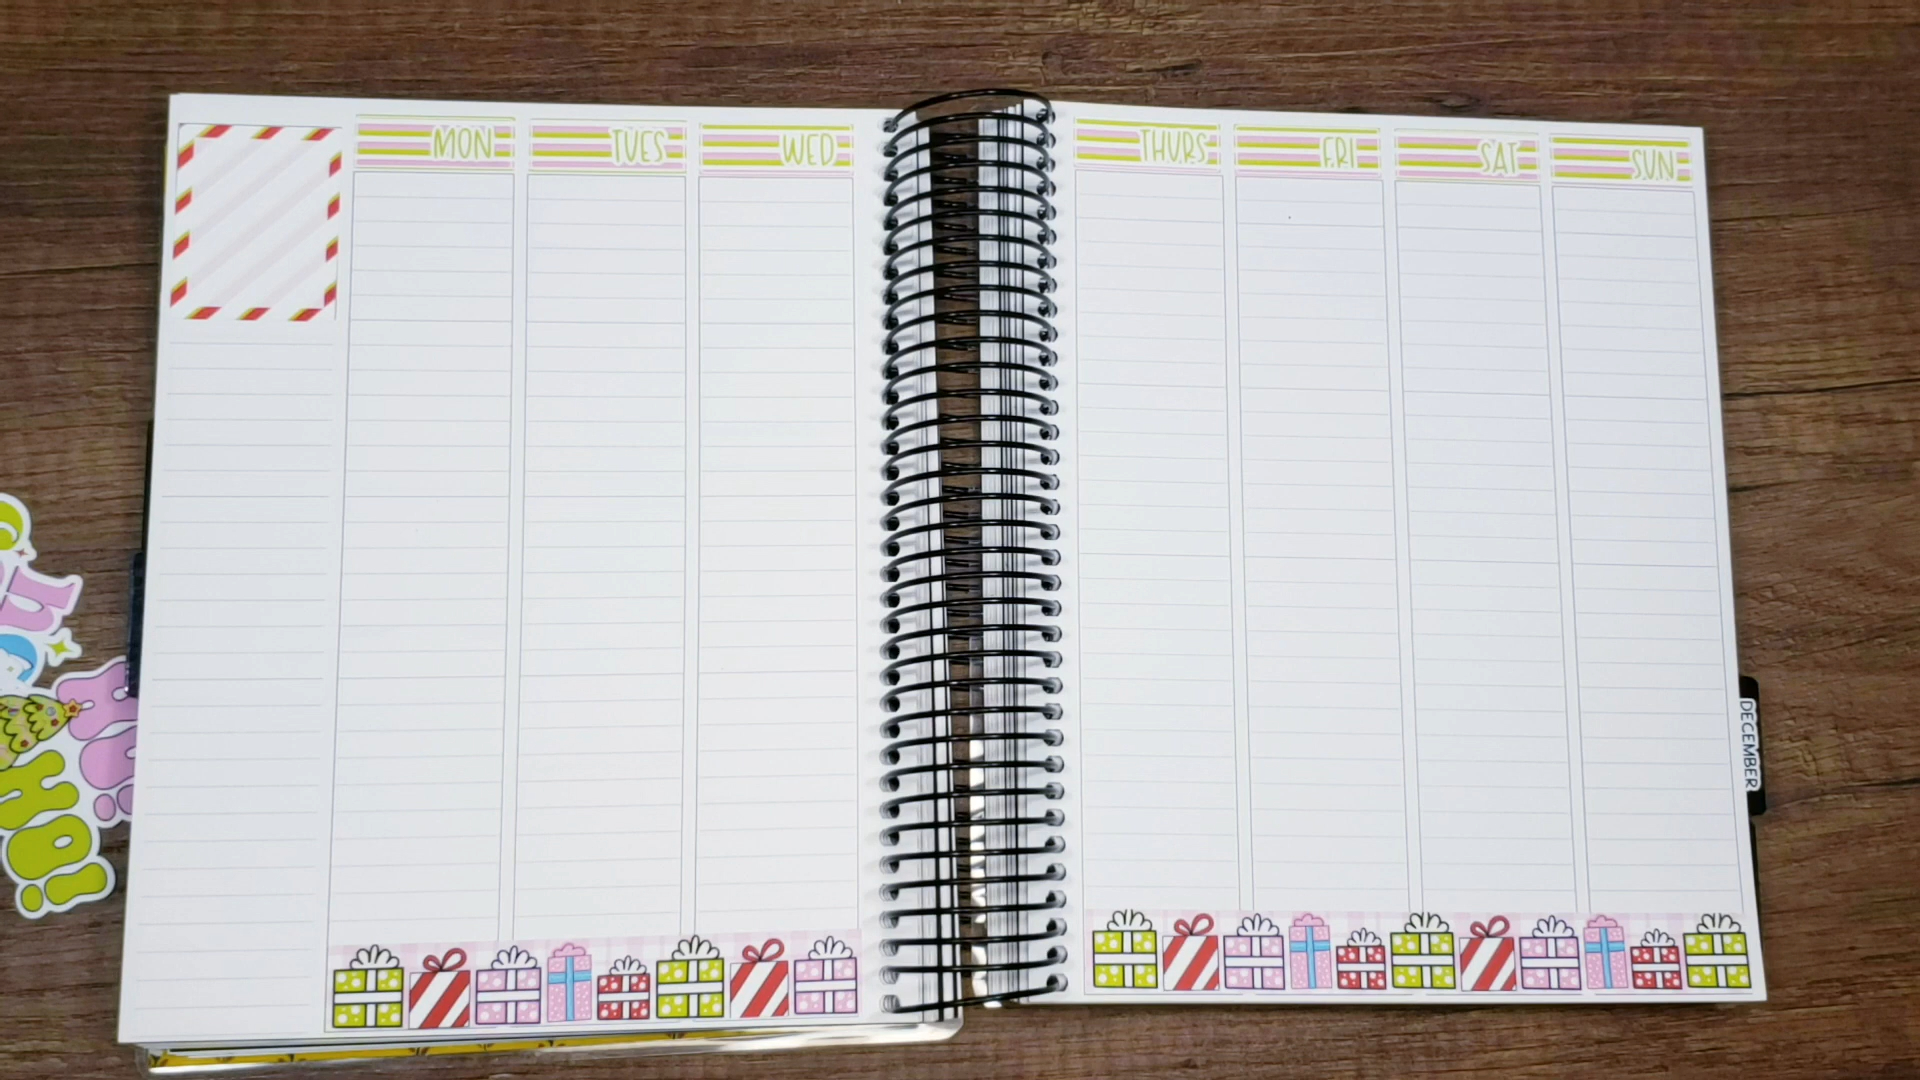 MON
TUES
WED
THURS
FRI
SAT
SUN
DECEMBER
HO!